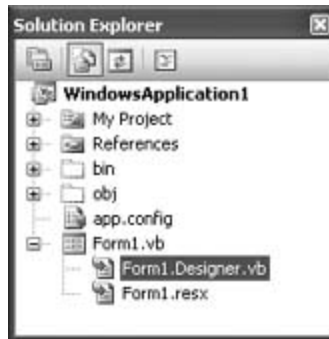 Solution Explorer
WindowsApplication1
My Project
References
bin
obj
app.config
Form1.vb
Form1.Designer.vb
Form1.resx